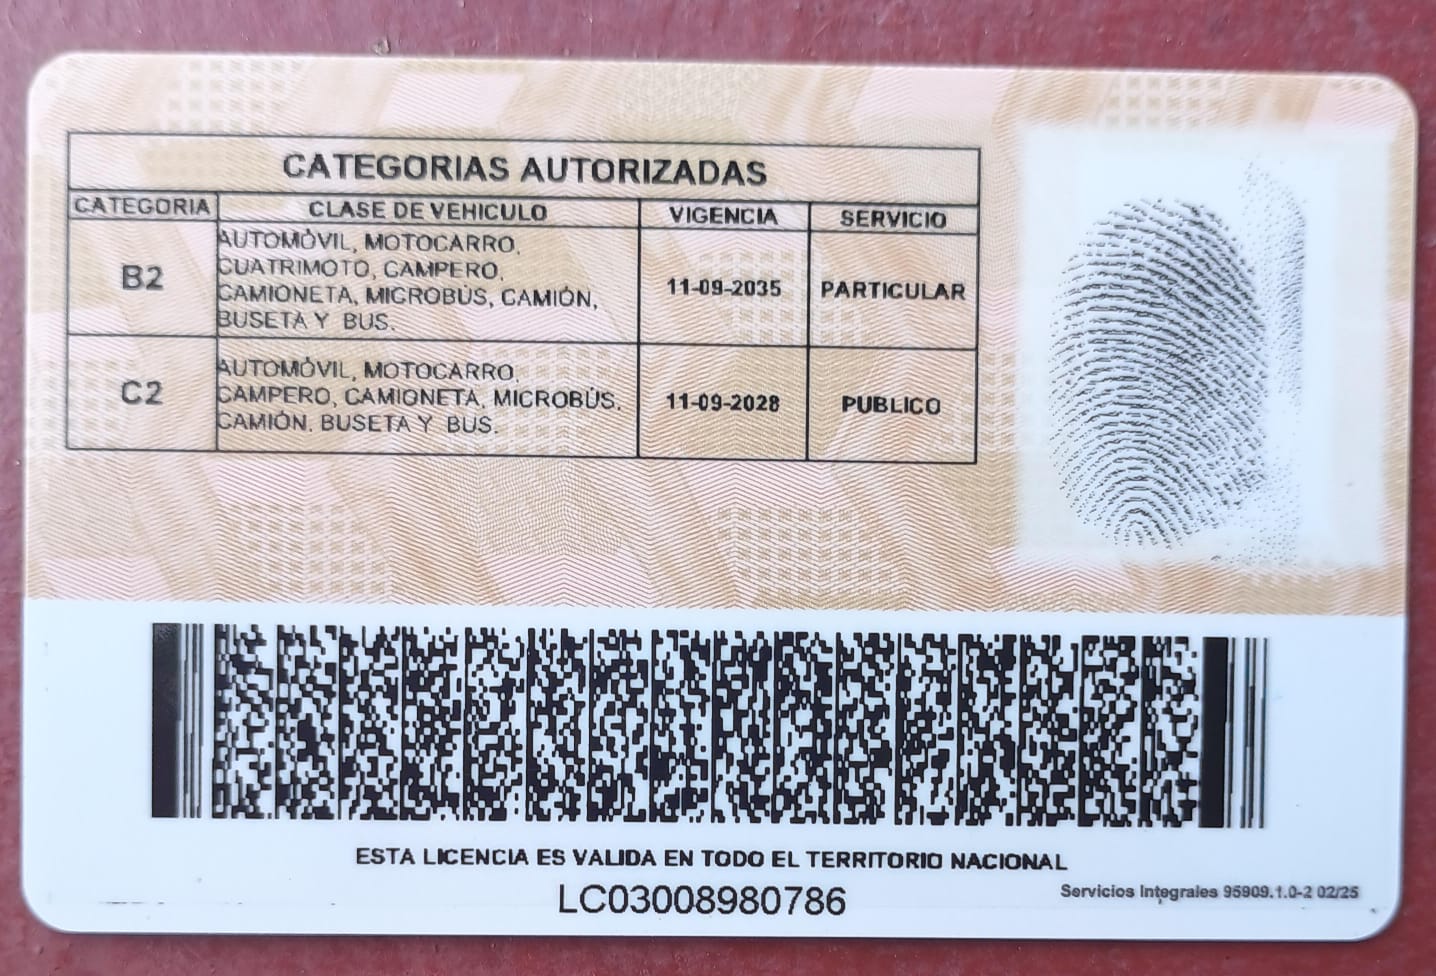 CATEGORIAS AUTORIZADAS
CATEGORIA CLASE DE VEHICULO VIGENCIA SERVICIO
B2
AUTOMÓVIL, MOTOCARRO,
CUATRIMOTO, CAMPERO,
CAMIONETA, MICROBÚS, CAMIÓN,
BUSETA Y BUS.
11-09-2035 PARTICULAR
C2
AUTOMÓVIL, MOTOCARRO,
CAMPERO, CAMIONETA, MICROBÚS,
CAMIÓN, BUSETA Y BUS.
11-09-2028 PUBLICO
ESTA LICENCIA ES VALIDA EN TODO EL TERRITORIO NACIONAL
LC03008980786
Servicios Integrales 95909.1.0-2 02/25